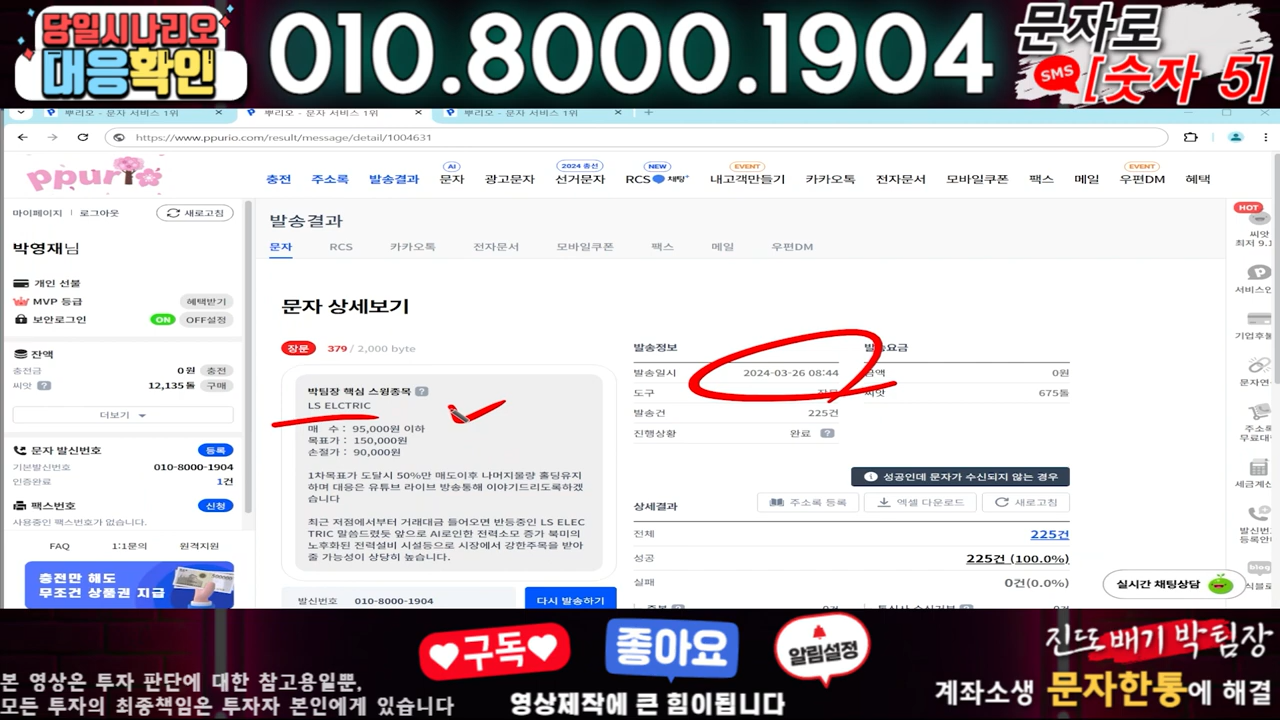 당일시나리오
대응확인
010.8000.1904
문자로
SMS
[숫자 5]
뿌리오 - 문자 서비스 1위
뿌리오 - 문자 서비스 1위
뿌리오 - 문자 서비스 1위
https://www.ppurio.com/result/message/detail/1004631
ppurio
충전
주소록
발송결과
AI
문자
광고문자
2024 총선
선거문자
NEW
RCS 채팅+
EVENT
내고객만들기
카카오톡
전자문서
모바일쿠폰
팩스
메일
EVENT
우편DM
혜택
마이페이지 | 로그아웃
새로고침
박영재님
개인 선불
MVP 등급
혜택받기
보안로그인
ON
OFF설정
잔액
충전금
0원
충전
씨앗
12,135톨
구매
더보기
문자 발신번호
등록
기본발신번호
010-8000-1904
인증완료
1건
팩스번호
신청
사용중인 팩스번호가 없습니다.
FAQ
1:1문의
원격지원
충전만 해도
무조건 상품권 지급
발송결과
문자
RCS
카카오톡
전자문서
모바일쿠폰
팩스
메일
우편DM
문자 상세보기
장문
379 / 2,000 byte
박팀장 핵심 스윙종목
LS ELCTRIC
매 수 : 95,000원 이하
목표가 : 150,000원
손절가 : 90,000원
1차목표가 도달시 50%만 매도이후 나머지물량 홀딩유지
하며 대응은 유튜브 라이브 방송통해 이야기드리도록하겠
습니다
최근 저점에서부터 거래대금 들어오면 반등중인 LS ELEC
TRIC 말씀드렸듯 앞으로 AI로인한 전력소모 증가 북미의
노후화된 전력설비 시설등으로 시장에서 강한주목을 받아
줄 가능성이 상당히 높습니다.
발신번호
010-8000-1904
다시 발송하기
발송정보
발송일시
2024-03-26 08:44
도구
발송건
225건
진행상황
완료
발송요금
금액
0원
씨앗
675톨
성공인데 문자가 수신되지 않는 경우
상세결과
주소록 등록
엑셀 다운로드
새로고침
전체
225건
성공
225건 (100.0%)
실패
0건(0.0%)
HOT
씨앗
최저 9.1
서비스안
기업후불
문자연
주소록
무료대
세금계산
발신번호
등록안내
blog
식블로
실시간 채팅상담
구독
좋아요
알림설정
영상제작에 큰 힘이됩니다
본 영상은 투자 판단에 대한 참고용일뿐,
모든 투자의 최종책임은 투자자 본인에게 있습니다
진또배기 박팀장
계좌소생 문자한통에 해결